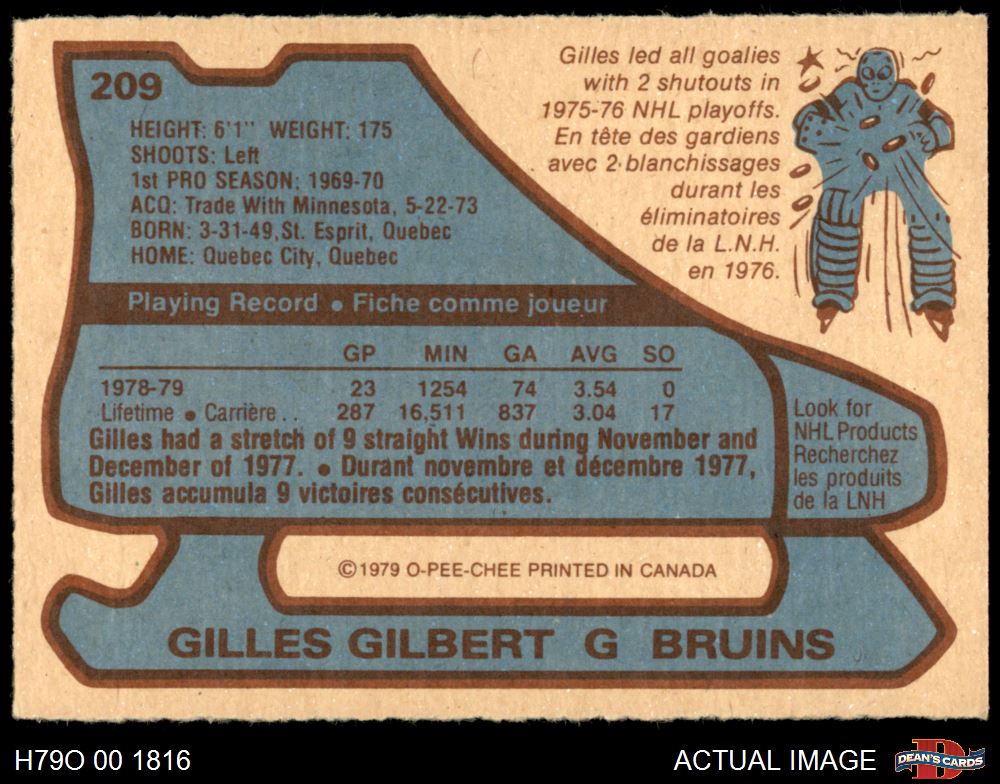 209
HEIGHT: 6'1" WEIGHT: 175
SHOOTS: Left
1st PRO SEASON: 1969-70
ACQ: Trade With Minnesota, 5-22-73
BORN: 3-31-49, St. Esprit, Quebec
HOME: Quebec City, Quebec
Gilles led all goalies
with 2 shutouts in
1975-76 NHL playoffs.
En tête des gardiens
avec 2 blanchissages
durant les
éliminatoires
de la L.N.H.
en 1976.
Playing Record • Fiche comme joueur
GP MIN GA AVG SO
1978-79 23 1254 74 3.54 0
Lifetime • Carrière . . 287 16,511 837 3.04 17
Gilles had a stretch of 9 straight Wins during November and
December of 1977. • Durant novembre et décembre 1977,
Gilles accumula 9 victoires consécutives.
Look for
NHL Products
Recherchez
les produits
de la LNH
©1979 O-PEE-CHEE PRINTED IN CANADA
GILLES GILBERT G BRUINS
H79O 00 1816
ACTUAL IMAGE
D
DEAN'S CARDS